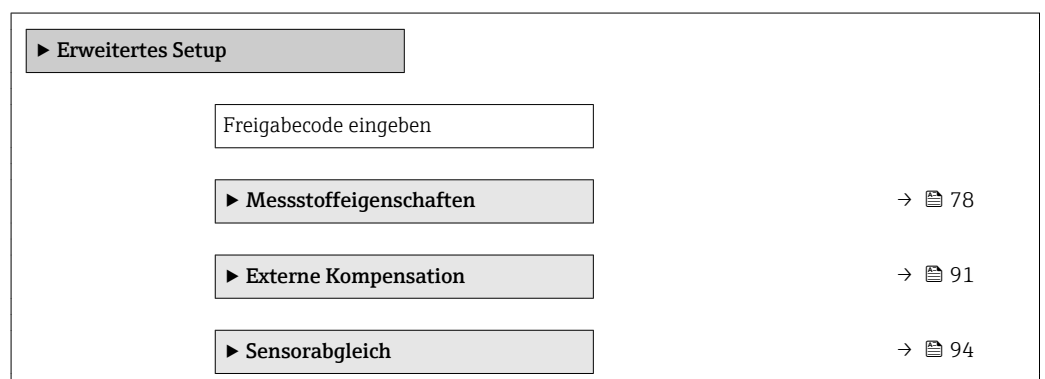 ► Erweitertes Setup
Freigabecode eingeben
► Messstoffeigenschaften → 78
► Externe Kompensation → 91
► Sensorabgleich → 94